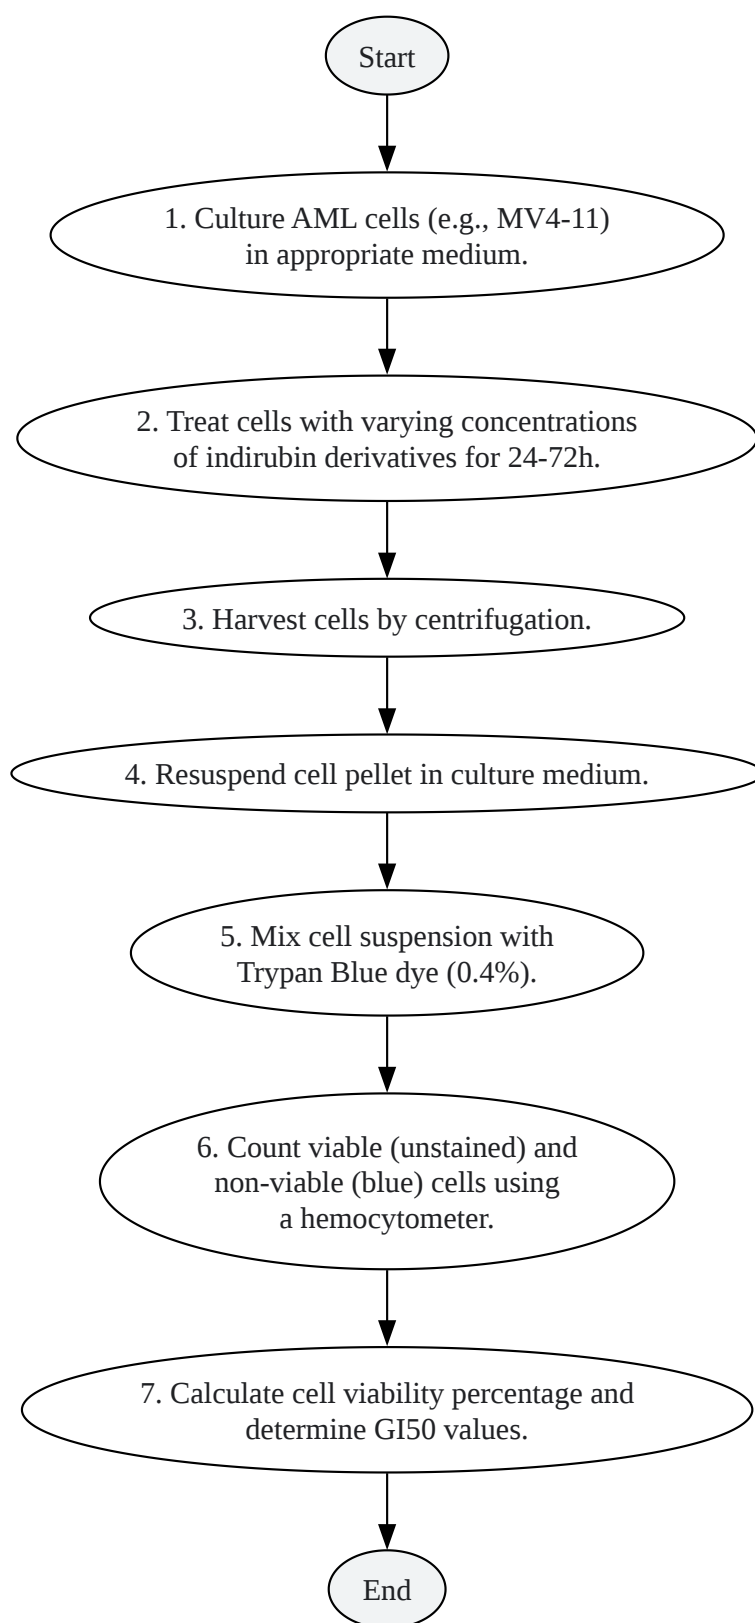 Start
1. Culture AML cells (e.g., MV4-11)
in appropriate medium.
2. Treat cells with varying concentrations
of indirubin derivatives for 24-72h.
3. Harvest cells by centrifugation.
4. Resuspend cell pellet in culture medium.
5. Mix cell suspension with
Trypan Blue dye (0.4%).
6. Count viable (unstained) and
non-viable (blue) cells using
a hemocytometer.
7. Calculate cell viability percentage and
determine GI50 values.
End